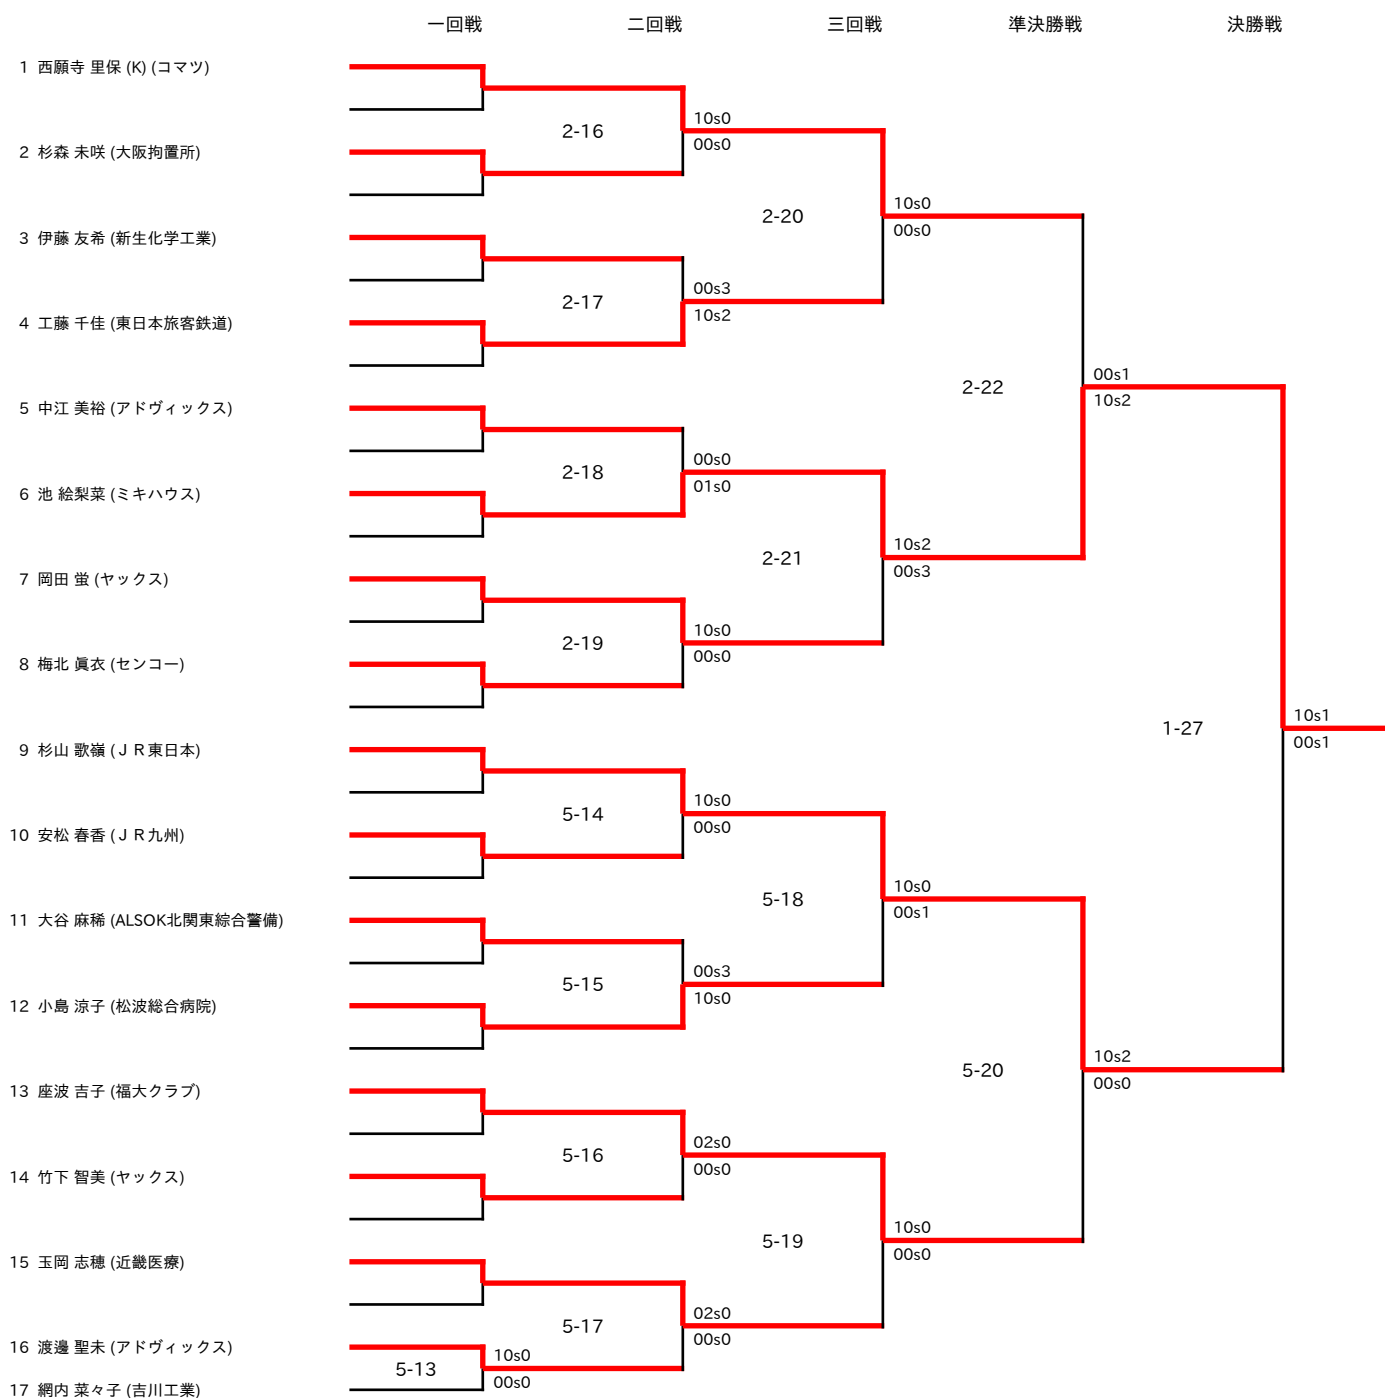 一回戦 二回戦 三回戦 準決勝戦 決勝戦
1 西願寺 里保 (K) (コマツ)
10s0
2-16
00s0
2 杉森 未咲 (大阪拘置所)
10s0
2-20
00s0
3 伊藤 友希 (新生化学工業)
00s3
2-17
10s2
4 工藤 千佳 (東日本旅客鉄道)
00s1
2-22
10s2
5 中江 美裕 (アドヴィックス)
00s0
2-18
01s0
6 池 絵梨菜 (ミキハウス)
10s2
2-21
00s3
7 岡田 蛍 (ヤックス)
10s0
2-19
00s0
8 梅北 眞衣 (センコー)
10s1
1-27
00s1
9 杉山 歌嶺 (ＪＲ東日本)
10s0
5-14
00s0
10 安松 春香 (ＪＲ九州)
10s0
5-18
00s1
11 大谷 麻稀 (ALSOK北関東綜合警備)
00s3
5-15
10s0
12 小島 涼子 (松波総合病院)
10s2
5-20
00s0
13 座波 吉子 (福大クラブ)
02s0
5-16
00s0
14 竹下 智美 (ヤックス)
10s0
5-19
00s0
15 玉岡 志穂 (近畿医療)
02s0
5-17
00s0
16 渡邉 聖未 (アドヴィックス)
10s0
5-13
00s0
17 網内 菜々子 (吉川工業)